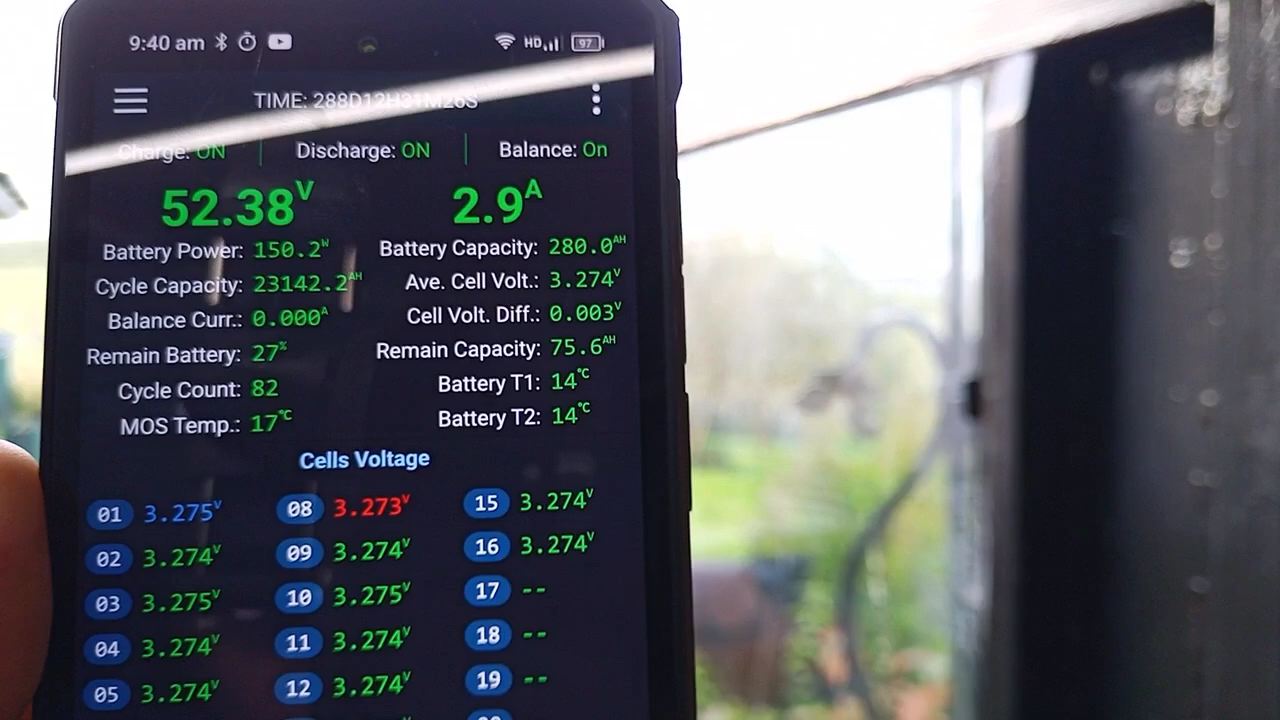 9:40 am HD 97
TIME: 288D12H31M26S
Charge: ON Discharge: ON Balance: On
52.38V 2.9A
Battery Power: 150.2W Battery Capacity: 280.0AH
Cycle Capacity: 23142.2AH Ave. Cell Volt.: 3.274V
Balance Curr.: 0.000A Cell Volt. Diff.: 0.003V
Remain Battery: 27% Remain Capacity: 75.6AH
Cycle Count: 82 Battery T1: 14°C
MOS Temp.: 17°C Battery T2: 14°C
Cells Voltage
01 3.275V 08 3.273V 15 3.274V
02 3.274V 09 3.274V 16 3.274V
03 3.275V 10 3.275V 17 --
04 3.274V 11 3.274V 18 --
05 3.274V 12 3.274V 19 --